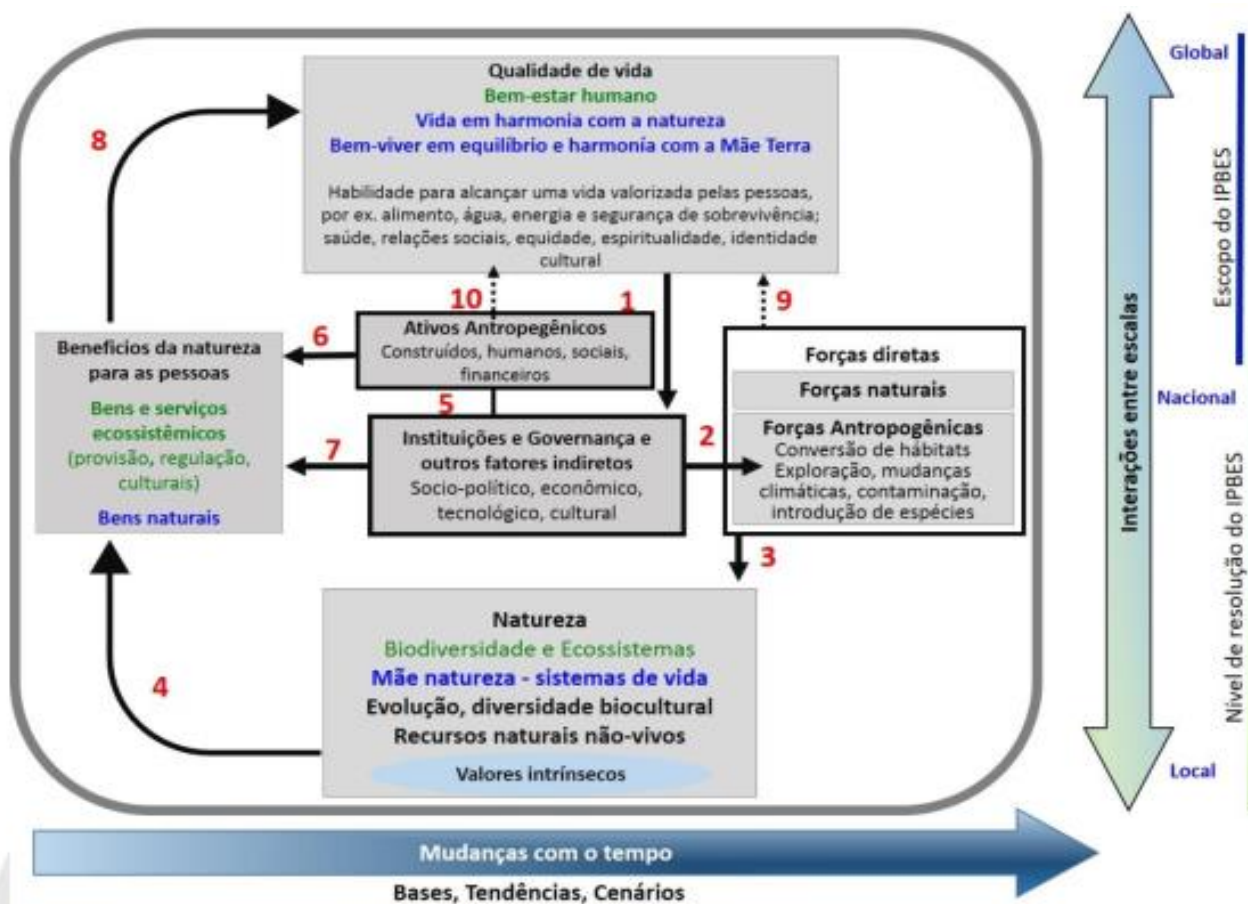 Qualidade de vida
Bem-estar humano
Vida em harmonia com a natureza
Bem-viver em equilíbrio e harmonia com a Mãe Terra
Habilidade para alcançar uma vida valorizada pelas pessoas,
por ex. alimento, água, energia e segurança de sobrevivência;
saúde, relações sociais, equidade, espiritualidade, identidade
cultural
8
10
1
9
Ativos Antropegênicos
Construídos, humanos, sociais,
financeiros
6
5
Beneficios da natureza
para as pessoas
Bens e serviços
ecossistêmicos
(provisão, regulação,
culturais)
Bens naturais
7
Instituições e Governança e
outros fatores indiretos
Socio-político, econômico,
tecnológico, cultural
2
Forças diretas
Forças naturais
Forças Antropogênicas
Conversão de hábitats
Exploração, mudanças
climáticas, contaminação,
introdução de espécies
3
4
Natureza
Biodiversidade e Ecossistemas
Mãe natureza - sistemas de vida
Evolução, diversidade biocultural
Recursos naturais não-vivos
Valores intrínsecos
Mudanças com o tempo
Bases, Tendências, Cenários
Interações entre escalas
Global
Nacional
Local
Escopo do IPBES
Nível de resolução do IPBES